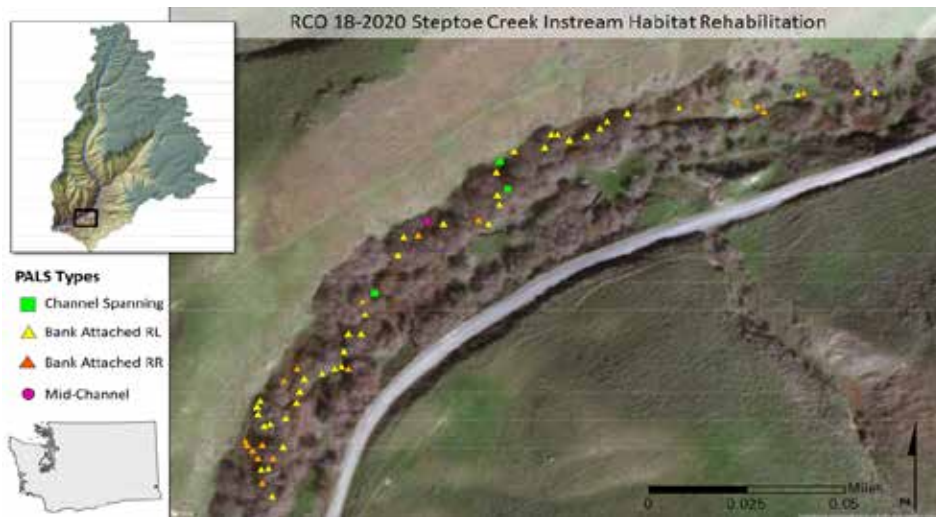 RCO 18-2020 Steptoe Creek Instream Habitat Rehabilitation
PALS Types
Channel Spanning
Bank Attached RL
Bank Attached RR
Mid-Channel
Miles
0 0.025 0.05
N